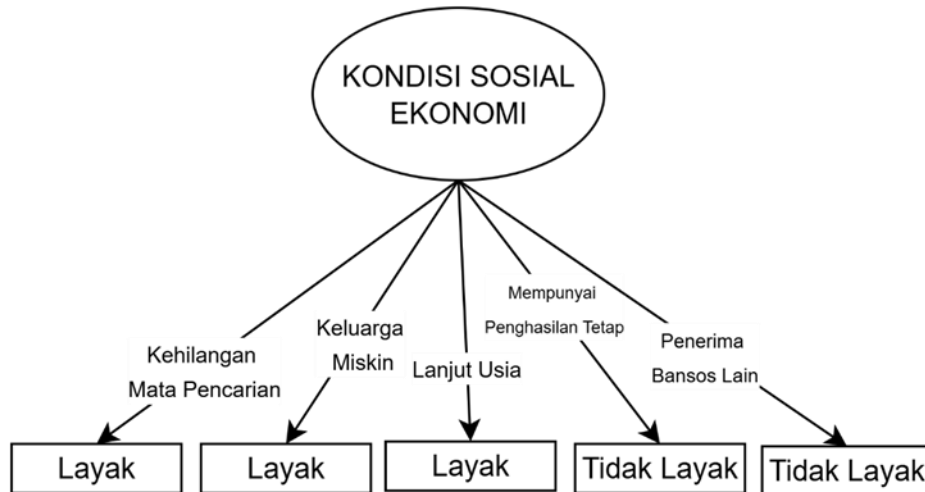 KONDISI SOSIAL
EKONOMI
Kehilangan
Mata Pencarian
Keluarga
Miskin
Lanjut Usia
Mempunyai
Penghasilan Tetap
Penerima
Bansos Lain
Layak
Layak
Layak
Tidak Layak
Tidak Layak